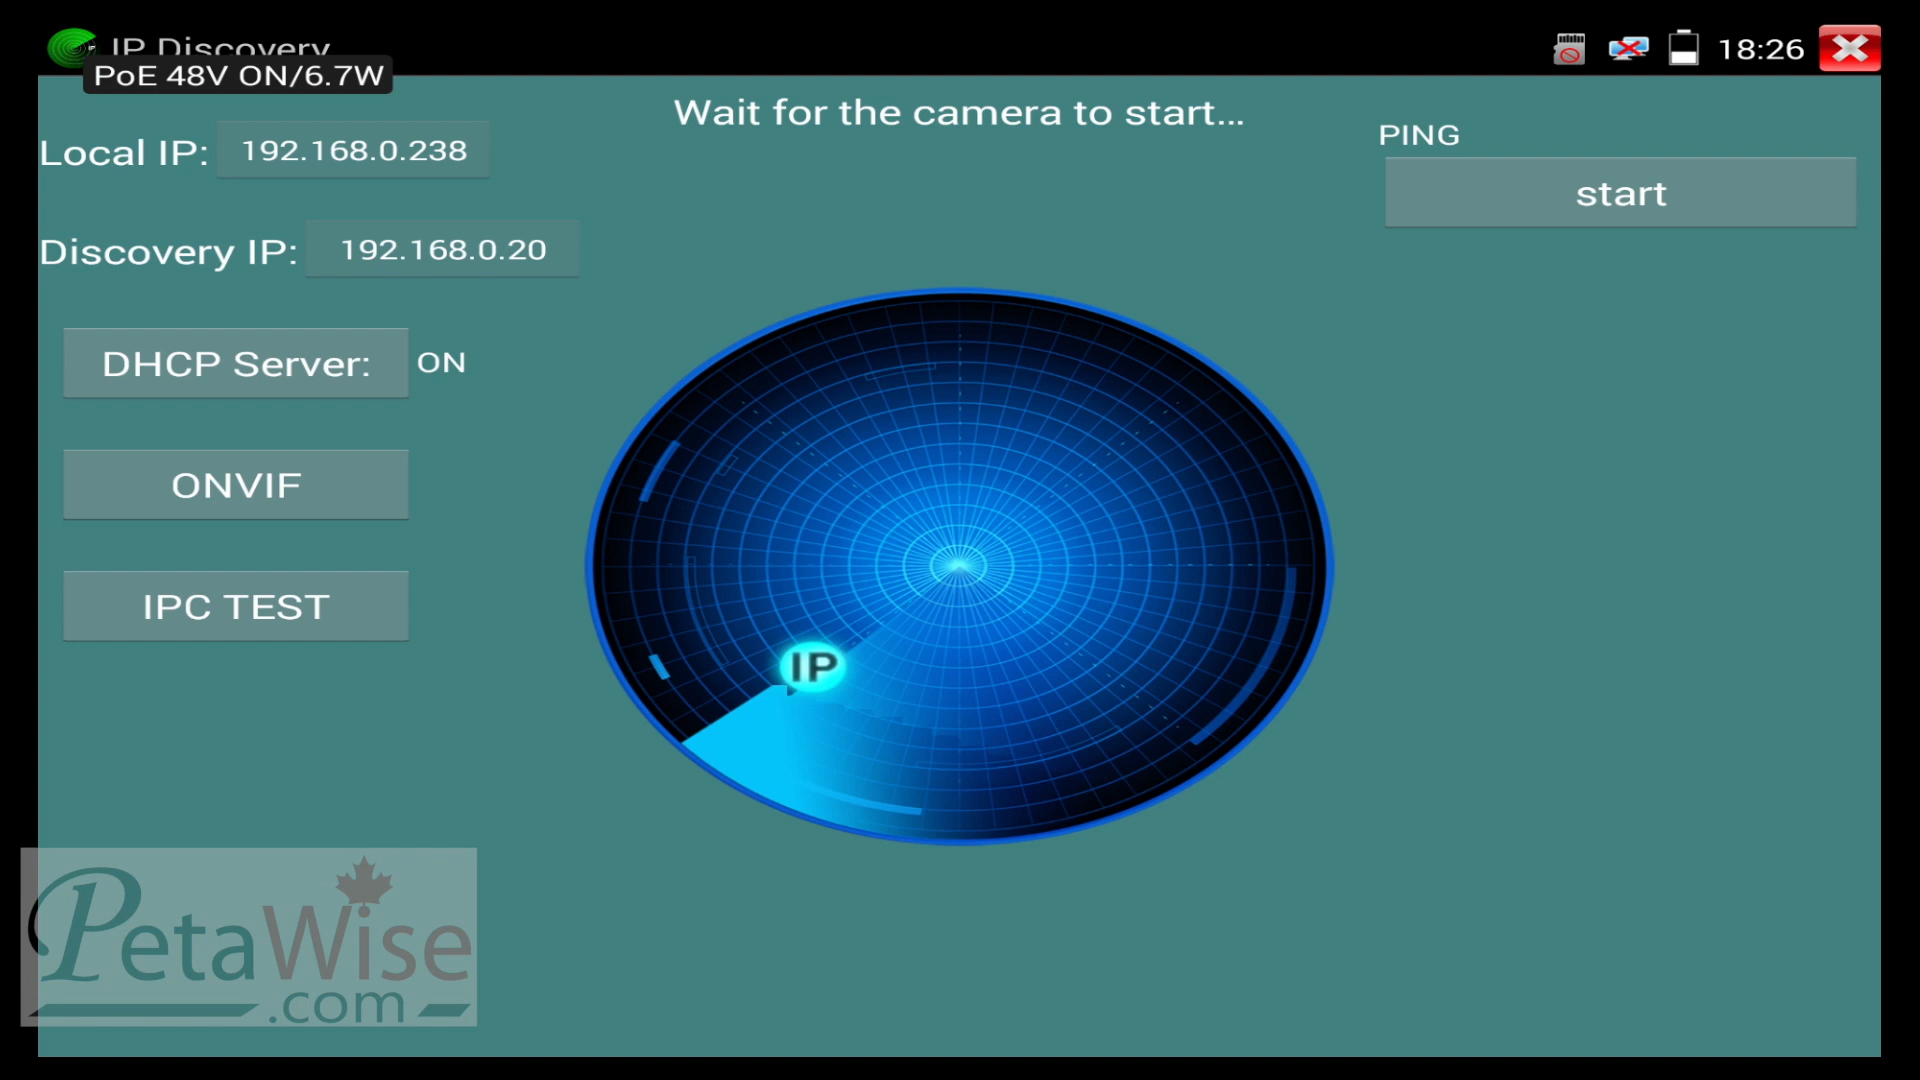 IP Discovery
PoE 48V ON/6.7W
18:26
Wait for the camera to start...
Local IP: 192.168.0.238
PING
start
Discovery IP: 192.168.0.20
DHCP Server: ON
ONVIF
IPC TEST
IP
PetaWise
.com